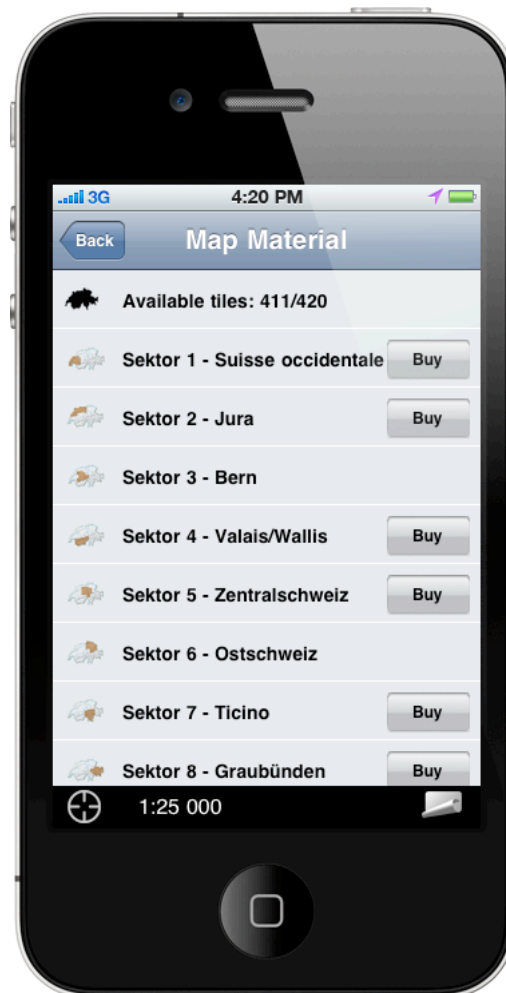 3G 4:20 PM
Back Map Material
Available tiles: 411/420
Sektor 1 - Suisse occidentale Buy
Sektor 2 - Jura Buy
Sektor 3 - Bern
Sektor 4 - Valais/Wallis Buy
Sektor 5 - Zentralschweiz Buy
Sektor 6 - Ostschweiz
Sektor 7 - Ticino Buy
Sektor 8 - Graubünden Buy
1:25 000